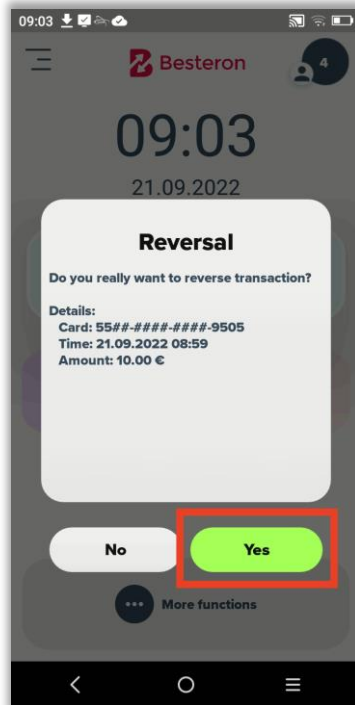 09:03
Besteron
4
09:03
21.09.2022
Reversal
Do you really want to reverse transaction?
Details:
Card: 55##-####-####-9505
Time: 21.09.2022 08:59
Amount: 10.00 €
No
Yes
More functions